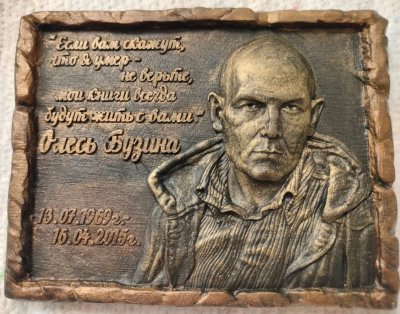 "Если вам скажут,
что я умер -
не верьте,
мои книги всегда
будут жить с вами"
Олесь Бузина
13.07.1969г.-
16.04.2015г.